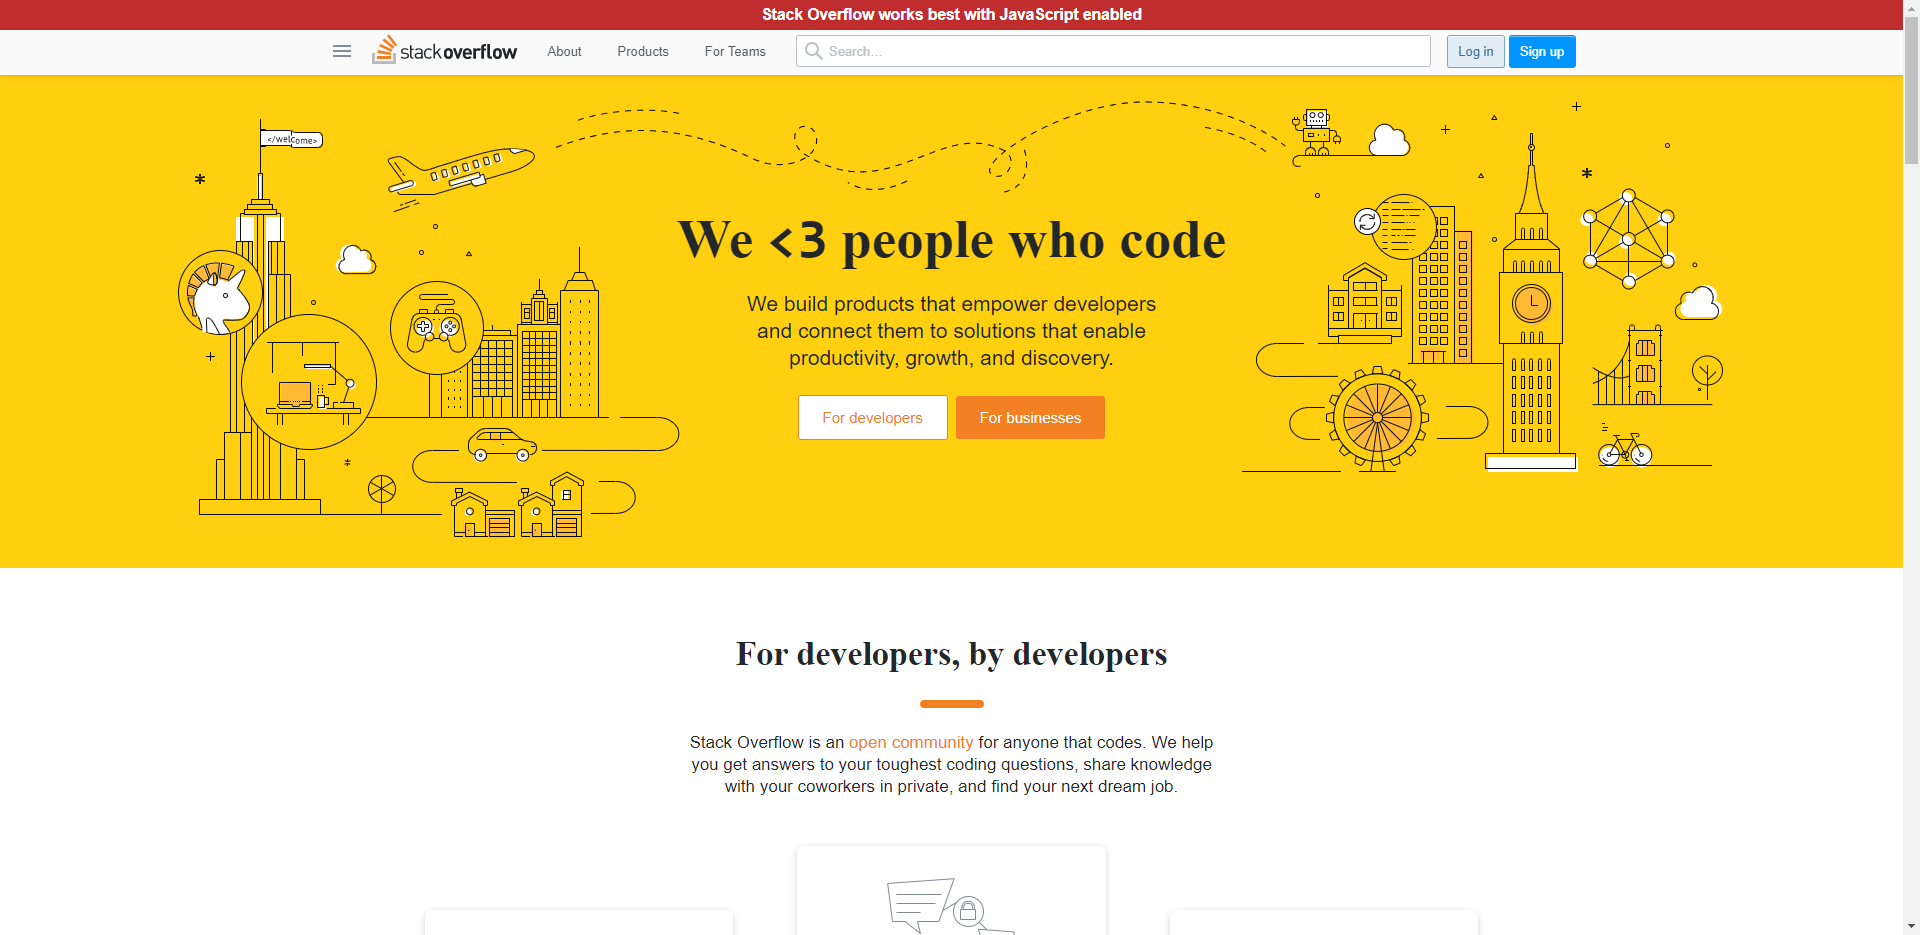 Stack Overflow works best with JavaScript enabled
stack overflow
About
Products
For Teams
Search...
Log in
Sign up
</welcome>
We <3 people who code
We build products that empower developers
and connect them to solutions that enable
productivity, growth, and discovery.
For developers
For businesses
For developers, by developers
Stack Overflow is an open community for anyone that codes. We help
you get answers to your toughest coding questions, share knowledge
with your coworkers in private, and find your next dream job.